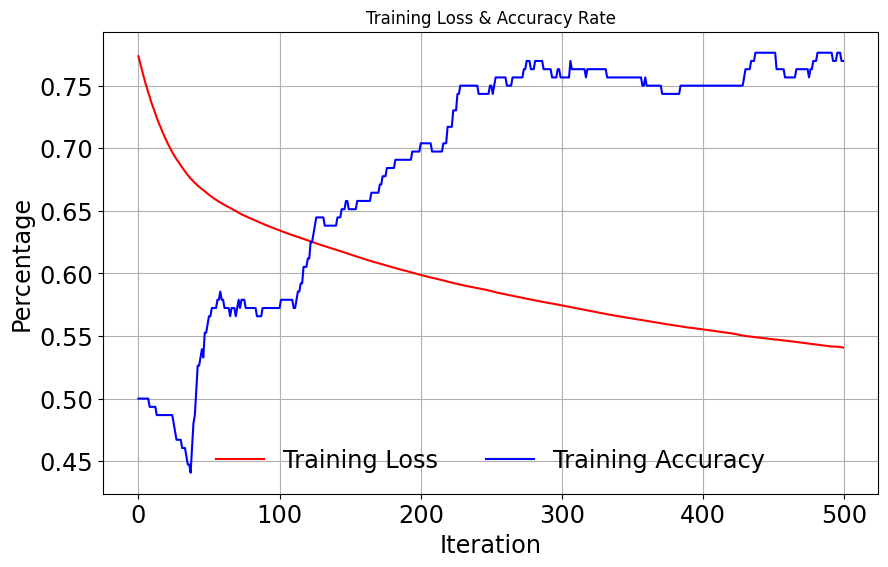 Training Loss & Accuracy Rate
Percentage
0.75
0.70
0.65
0.60
0.55
0.50
0.45
Training Loss
Training Accuracy
0 100 200 300 400 500
Iteration